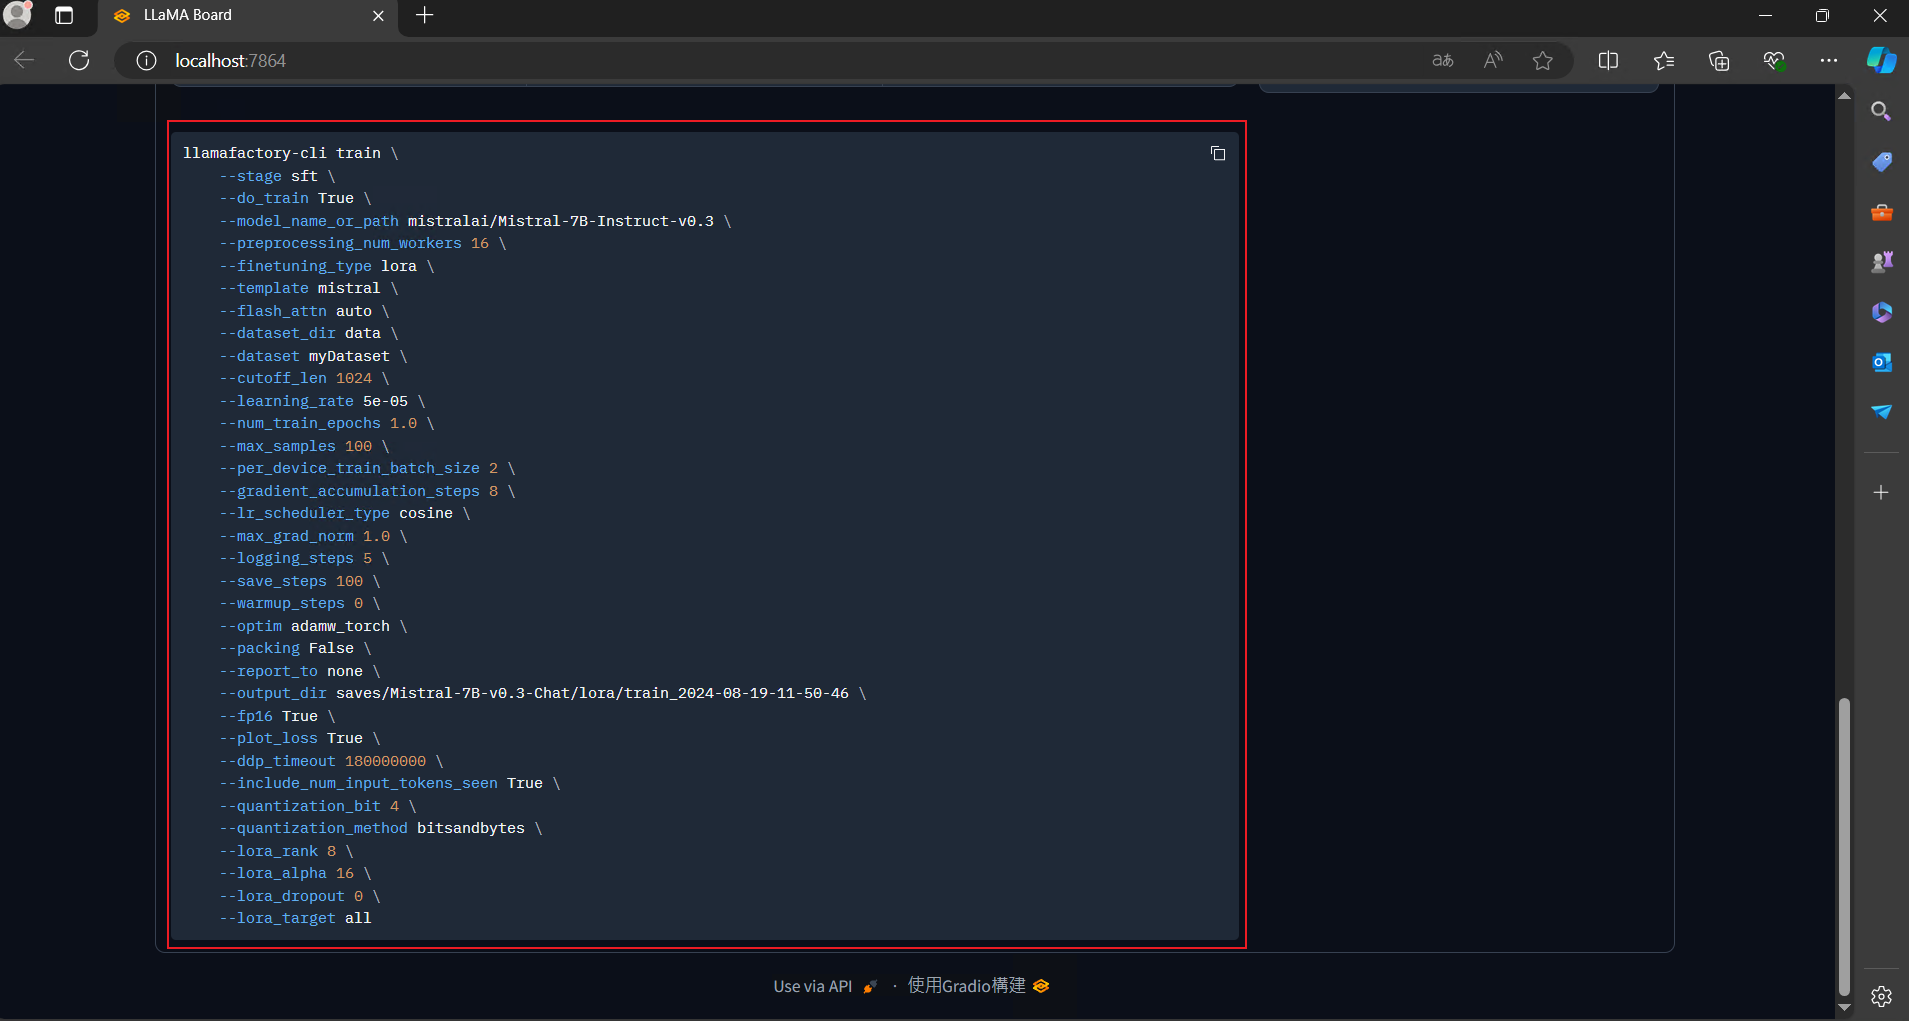 LLaMA Board
localhost:7864
llamafactory-cli train \
--stage sft \
--do_train True \
--model_name_or_path mistralai/Mistral-7B-Instruct-v0.3 \
--preprocessing_num_workers 16 \
--finetuning_type lora \
--template mistral \
--flash_attn auto \
--dataset_dir data \
--dataset myDataset \
--cutoff_len 1024 \
--learning_rate 5e-05 \
--num_train_epochs 1.0 \
--max_samples 100 \
--per_device_train_batch_size 2 \
--gradient_accumulation_steps 8 \
--lr_scheduler_type cosine \
--max_grad_norm 1.0 \
--logging_steps 5 \
--save_steps 100 \
--warmup_steps 0 \
--optim adamw_torch \
--packing False \
--report_to none \
--output_dir saves/Mistral-7B-v0.3-Chat/lora/train_2024-08-19-11-50-46 \
--fp16 True \
--plot_loss True \
--ddp_timeout 180000000 \
--include_num_input_tokens_seen True \
--quantization_bit 4 \
--quantization_method bitsandbytes \
--lora_rank 8 \
--lora_alpha 16 \
--lora_dropout 0 \
--lora_target all
Use via API · 使用Gradio構建